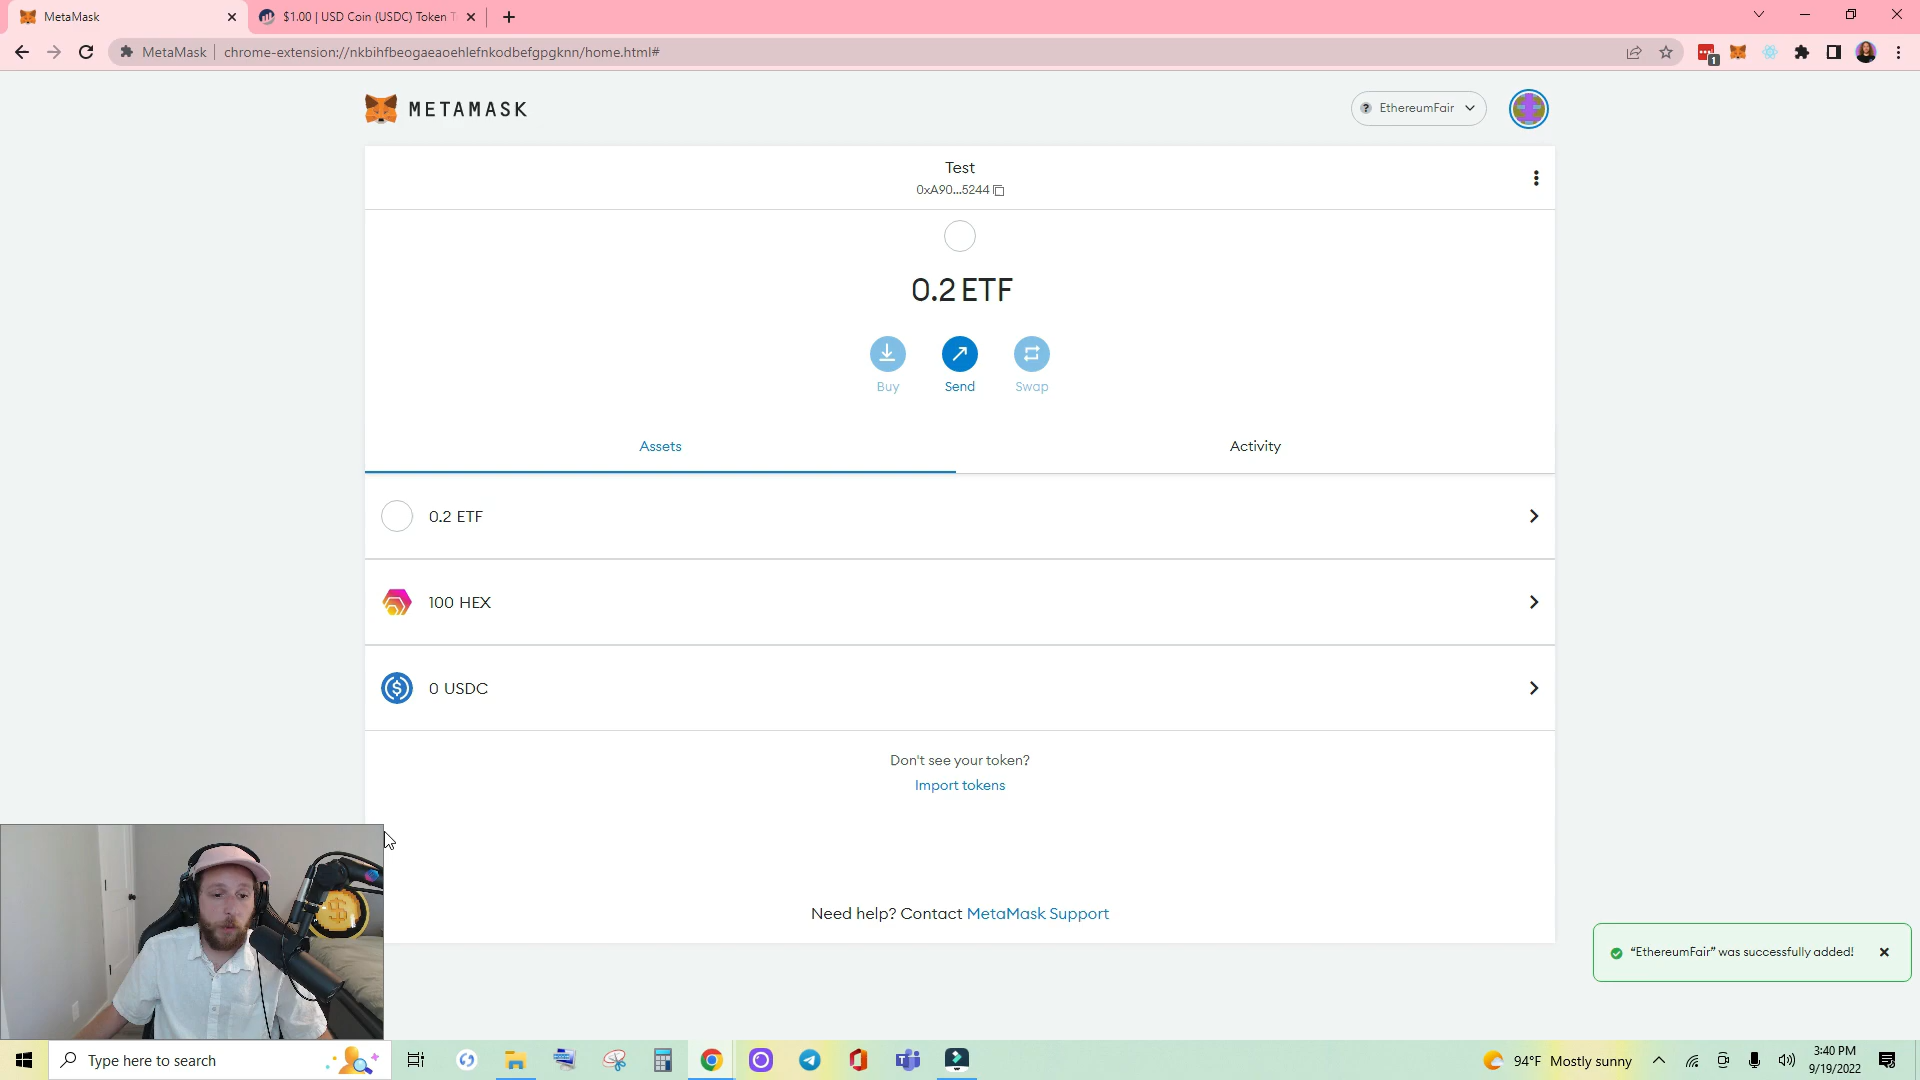 MetaMask
$1.00 | USD Coin (USDC) Token T
MetaMask
chrome-extension://nkbihfbeogaeaoehlefnkodbefgpgknn/home.html#
1
METAMASK
EthereumFair
Test
0xA90...5244
0.2 ETF
Buy
Send
Swap
Assets
Activity
0.2 ETF
100 HEX
0 USDC
Don't see your token?
Import tokens
Need help? Contact MetaMask Support
“EthereumFair” was successfully added!
Type here to search
94°F Mostly sunny
3:40 PM
9/19/2022